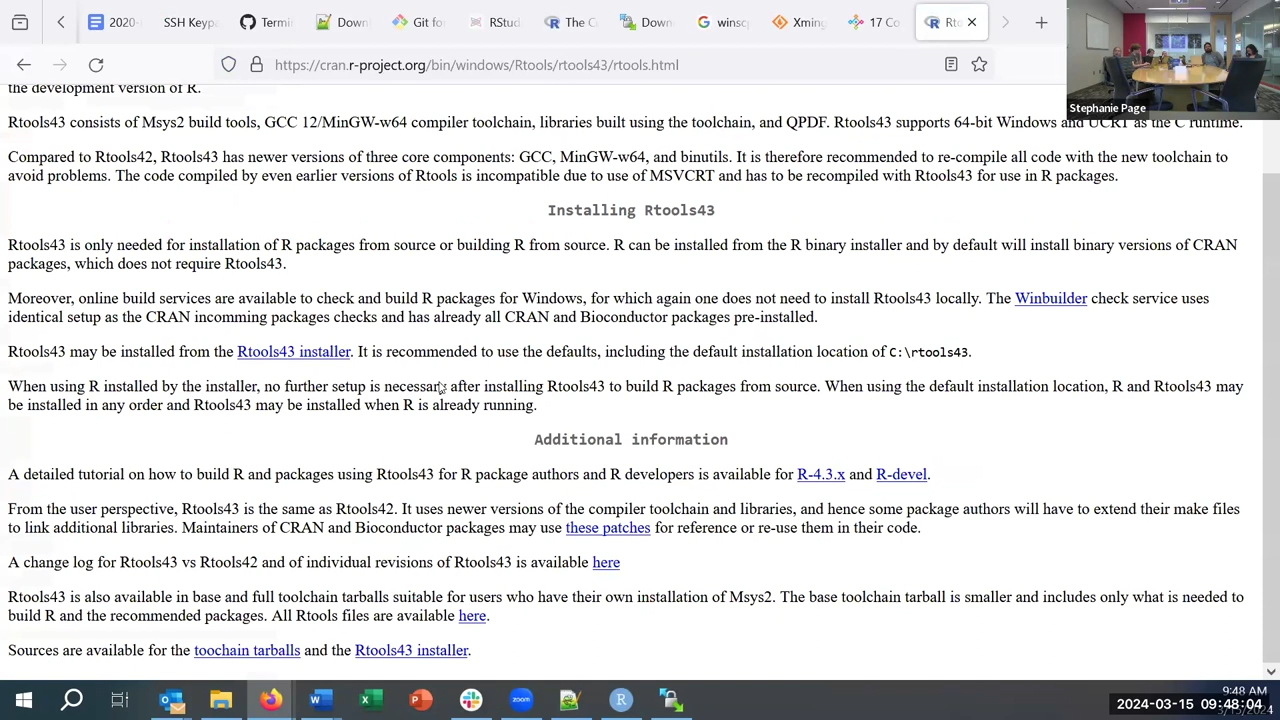 2020-
SSH Keypa
Termi
Down
Git for
RStud
The C
Down
winsc
Xming
17 Co
Rto
https://cran.r-project.org/bin/windows/Rtools/rtools43/rtools.html
Stephanie Page
the development version of R.
Rtools43 consists of Msys2 build tools, GCC 12/MinGW-w64 compiler toolchain, libraries built using the toolchain, and QPDF. Rtools43 supports 64-bit Windows and UCRT as the C runtime.
Compared to Rtools42, Rtools43 has newer versions of three core components: GCC, MinGW-w64, and binutils. It is therefore recommended to re-compile all code with the new toolchain to
avoid problems. The code compiled by even earlier versions of Rtools is incompatible due to use of MSVCRT and has to be recompiled with Rtools43 for use in R packages.
Installing Rtools43
Rtools43 is only needed for installation of R packages from source or building R from source. R can be installed from the R binary installer and by default will install binary versions of CRAN
packages, which does not require Rtools43.
Moreover, online build services are available to check and build R packages for Windows, for which again one does not need to install Rtools43 locally. The Winbuilder check service uses
identical setup as the CRAN incomming packages checks and has already all CRAN and Bioconductor packages pre-installed.
Rtools43 may be installed from the Rtools43 installer. It is recommended to use the defaults, including the default installation location of C:\rtools43.
When using R installed by the installer, no further setup is necessary after installing Rtools43 to build R packages from source. When using the default installation location, R and Rtools43 may
be installed in any order and Rtools43 may be installed when R is already running.
Additional information
A detailed tutorial on how to build R and packages using Rtools43 for R package authors and R developers is available for R-4.3.x and R-devel.
From the user perspective, Rtools43 is the same as Rtools42. It uses newer versions of the compiler toolchain and libraries, and hence some package authors will have to extend their make files
to link additional libraries. Maintainers of CRAN and Bioconductor packages may use these patches for reference or re-use them in their code.
A change log for Rtools43 vs Rtools42 and of individual revisions of Rtools43 is available here
Rtools43 is also available in base and full toolchain tarballs suitable for users who have their own installation of Msys2. The base toolchain tarball is smaller and includes only what is needed to
build R and the recommended packages. All Rtools files are available here.
Sources are available for the toochain tarballs and the Rtools43 installer.
9:48 AM
2024-03-15 09:48:04